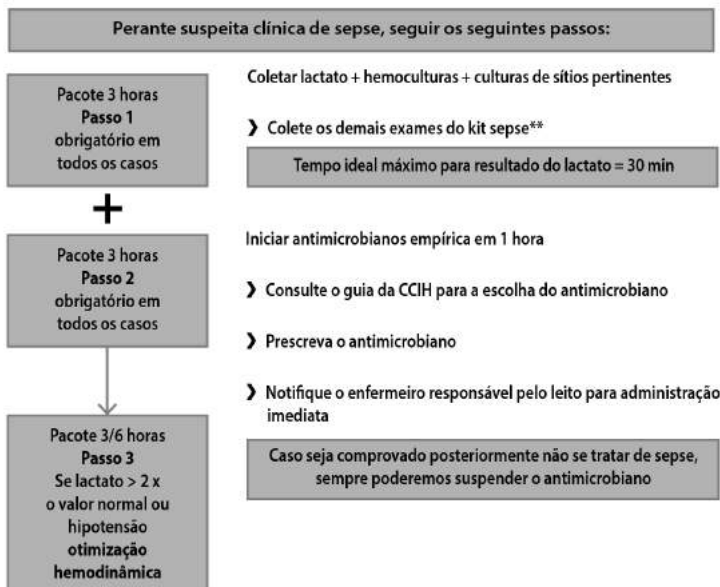 Perante suspeita clínica de sepse, seguir os seguintes passos:
Pacote 3 horas
Passo 1
obrigatório em
todos os casos
Coletar lactato + hemoculturas + culturas de sítios pertinentes
❯ Colete os demais exames do kit sepse**
Tempo ideal máximo para resultado do lactato = 30 min
+
Pacote 3 horas
Passo 2
obrigatório em
todos os casos
Iniciar antimicrobianos empírica em 1 hora
❯ Consulte o guia da CCIH para a escolha do antimicrobiano
❯ Prescreva o antimicrobiano
❯ Notifique o enfermeiro responsável pelo leito para administração
imediata
Caso seja comprovado posteriormente não se tratar de sepse,
sempre poderemos suspender o antimicrobiano
Pacote 3/6 horas
Passo 3
Se lactato > 2 x
o valor normal ou
hipotensão
otimização
hemodinâmica